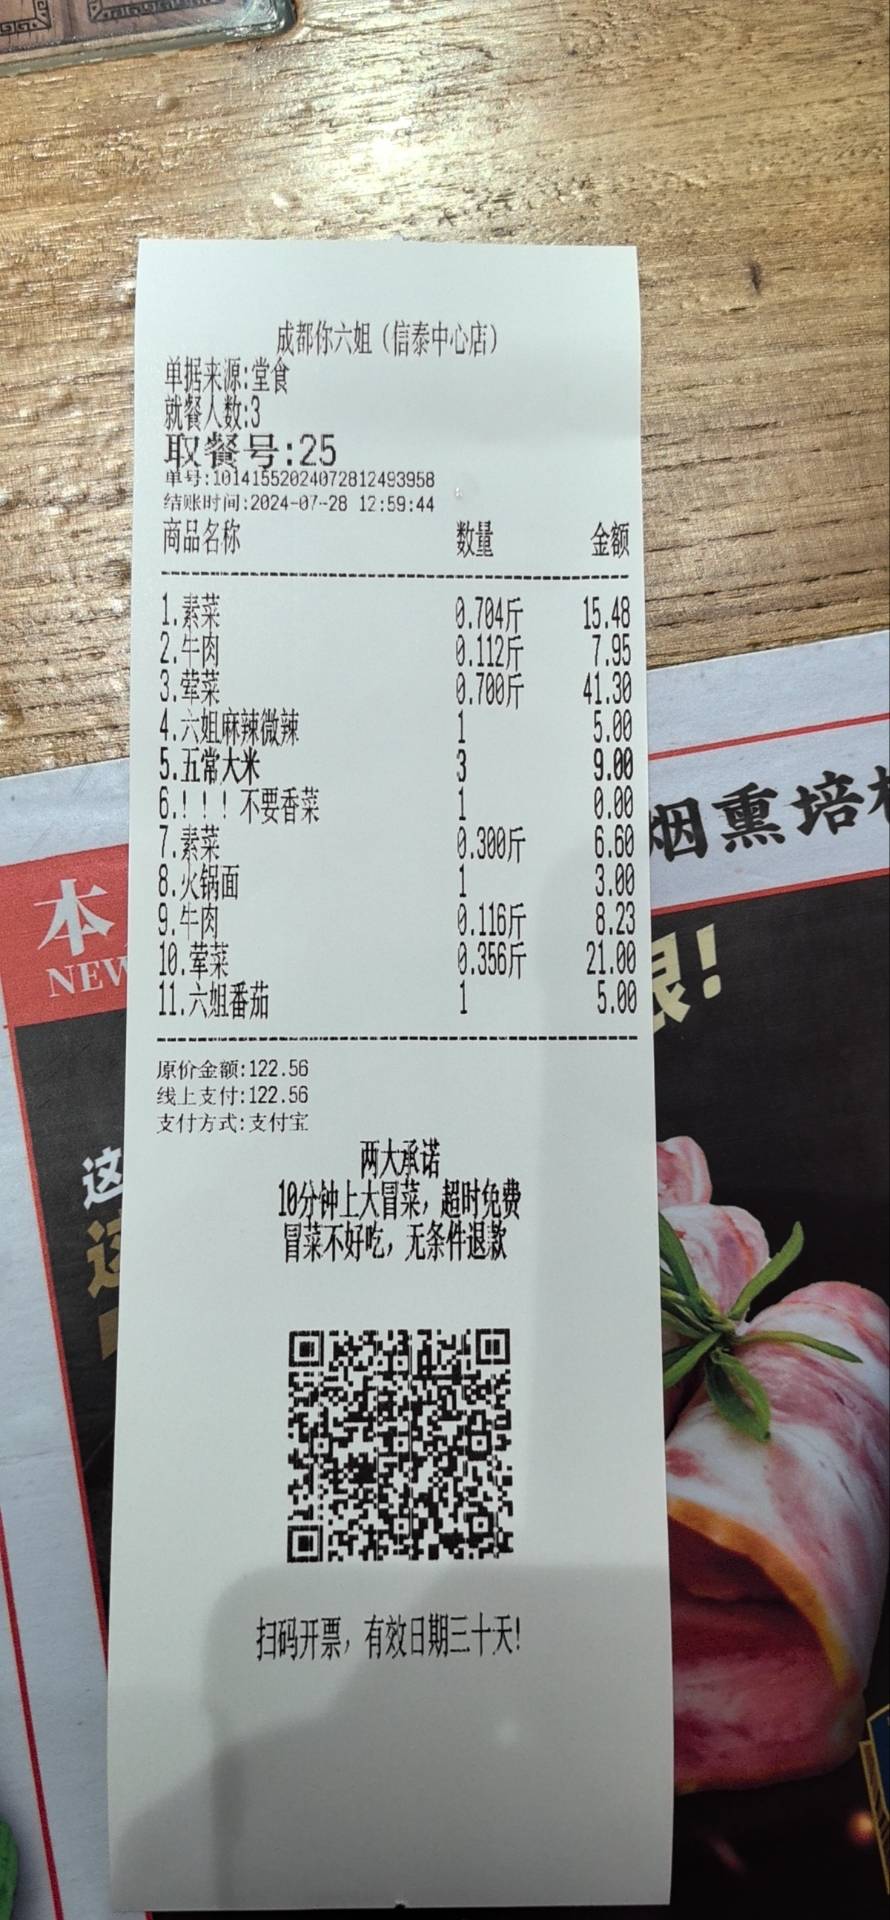 成都你六姐（信泰中心店）
单据来源:堂食
就餐人数:3
取餐号:25
单号:10141552024072812493958
结账时间:2024-07-28 12:59:44
商品名称 数量 金额
1.素菜 0.704斤 15.48
2.牛肉 0.112斤 7.95
3.荤菜 0.700斤 41.30
4.六姐麻辣微辣 1 5.00
5.五常大米 3 9.00
6.！！！不要香菜 1 0.00
7.素菜 0.300斤 6.60
8.火锅面 1 3.00
9.牛肉 0.116斤 8.23
10.荤菜 0.356斤 21.00
11.六姐番茄 1 5.00
原价金额:122.56
线上支付:122.56
支付方式:支付宝
两大承诺
10分钟上大冒菜，超时免费
冒菜不好吃，无条件退款
扫码开票，有效日期三十天!
烟熏培
本
NEW
!
这